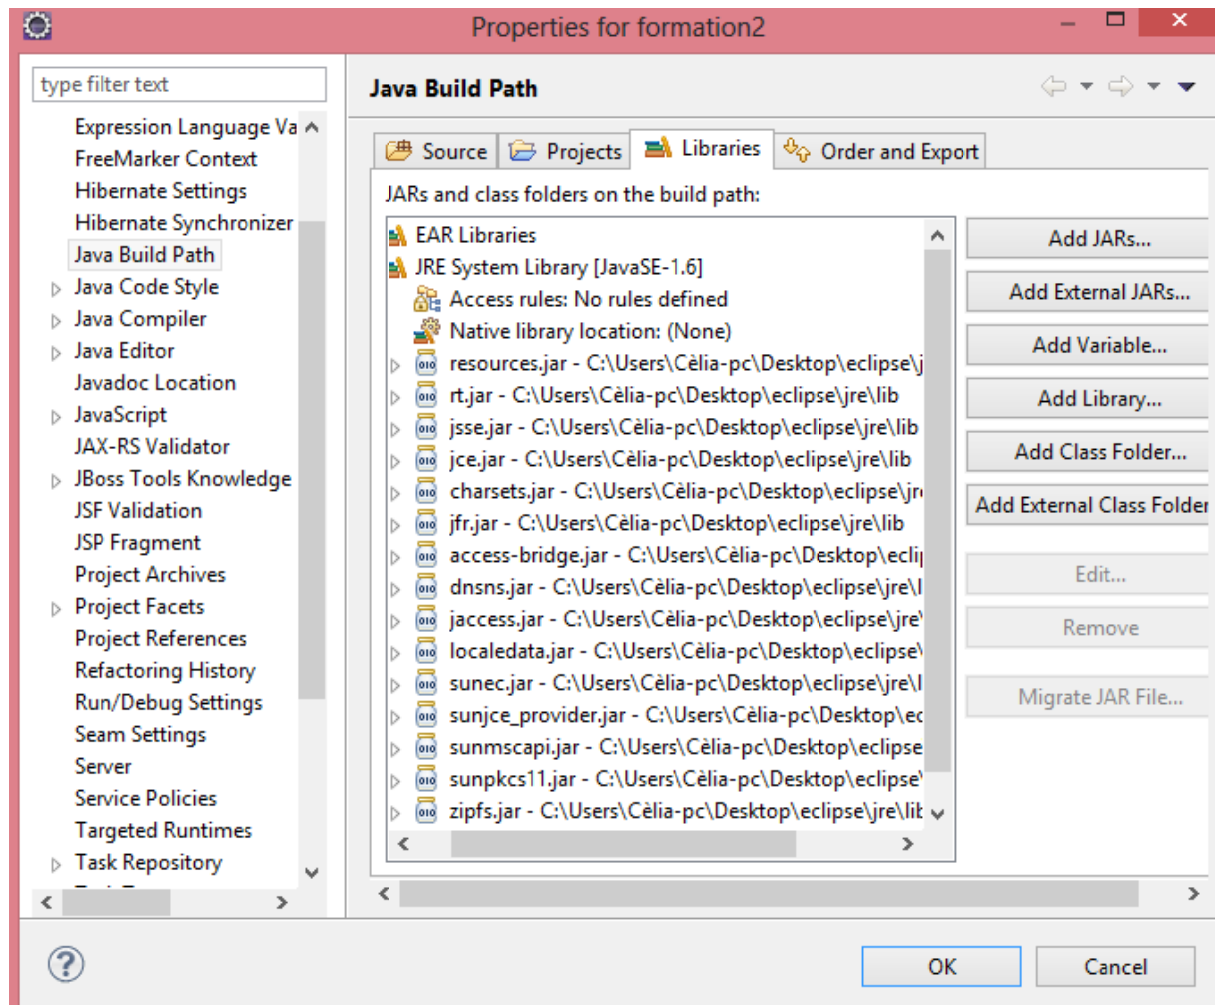 Properties for formation2
type filter text
Expression Language Va
FreeMarker Context
Hibernate Settings
Hibernate Synchronizer
Java Build Path
Java Code Style
Java Compiler
Java Editor
Javadoc Location
JavaScript
JAX-RS Validator
JBoss Tools Knowledge
JSF Validation
JSP Fragment
Project Archives
Project Facets
Project References
Refactoring History
Run/Debug Settings
Seam Settings
Server
Service Policies
Targeted Runtimes
Task Repository
Java Build Path
Source Projects Libraries Order and Export
JARs and class folders on the build path:
EAR Libraries
JRE System Library [JavaSE-1.6]
Access rules: No rules defined
Native library location: (None)
resources.jar - C:\Users\Cèlia-pc\Desktop\eclipse\j
rt.jar - C:\Users\Cèlia-pc\Desktop\eclipse\jre\lib
jsse.jar - C:\Users\Cèlia-pc\Desktop\eclipse\jre\lib
jce.jar - C:\Users\Cèlia-pc\Desktop\eclipse\jre\lib
charsets.jar - C:\Users\Cèlia-pc\Desktop\eclipse\jr
jfr.jar - C:\Users\Cèlia-pc\Desktop\eclipse\jre\lib
access-bridge.jar - C:\Users\Cèlia-pc\Desktop\eclip
dnsns.jar - C:\Users\Cèlia-pc\Desktop\eclipse\jre\l
jaccess.jar - C:\Users\Cèlia-pc\Desktop\eclipse\jre\
localedata.jar - C:\Users\Cèlia-pc\Desktop\eclipse\
sunec.jar - C:\Users\Cèlia-pc\Desktop\eclipse\jre\l
sunjce_provider.jar - C:\Users\Cèlia-pc\Desktop\ec
sunmscapi.jar - C:\Users\Cèlia-pc\Desktop\eclipse
sunpkcs11.jar - C:\Users\Cèlia-pc\Desktop\eclipse\
zipfs.jar - C:\Users\Cèlia-pc\Desktop\eclipse\jre\lib
Add JARs...
Add External JARs...
Add Variable...
Add Library...
Add Class Folder...
Add External Class Folder
Edit...
Remove
Migrate JAR File...
OK
Cancel